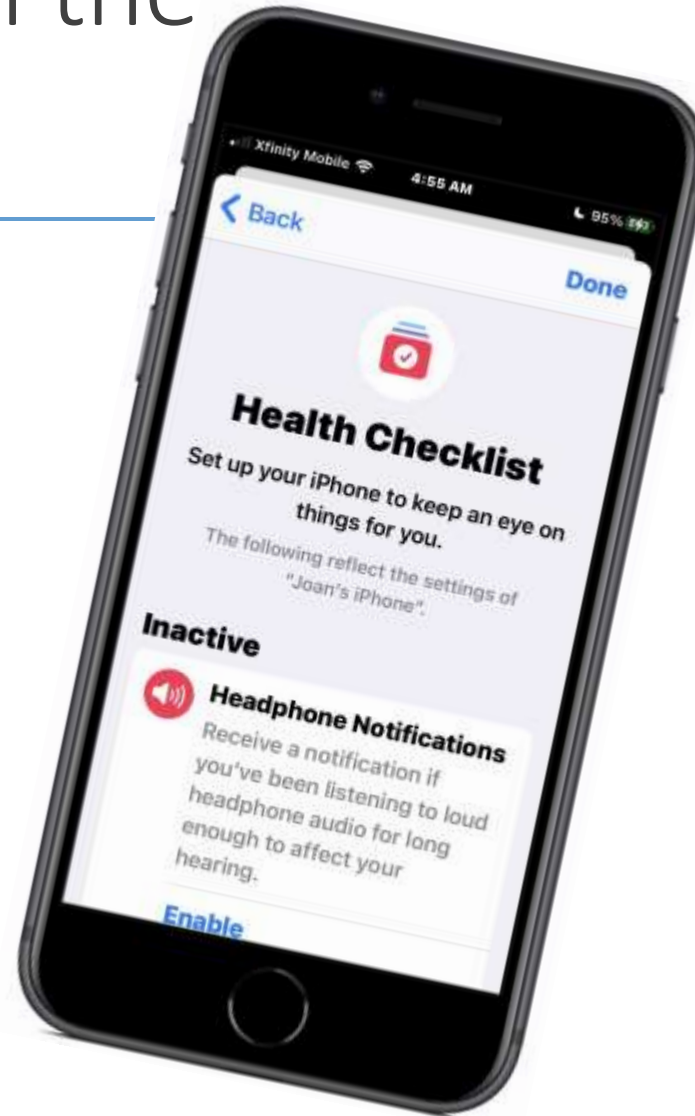 the
Xfinity Mobile 4:55 AM 95%
Back
Done
Health Checklist
Set up your iPhone to keep an eye on
things for you.
The following reflect the settings of
"Joan's iPhone".
Inactive
Headphone Notifications
Receive a notification if
you've been listening to loud
headphone audio for long
enough to affect your
hearing.
Enable